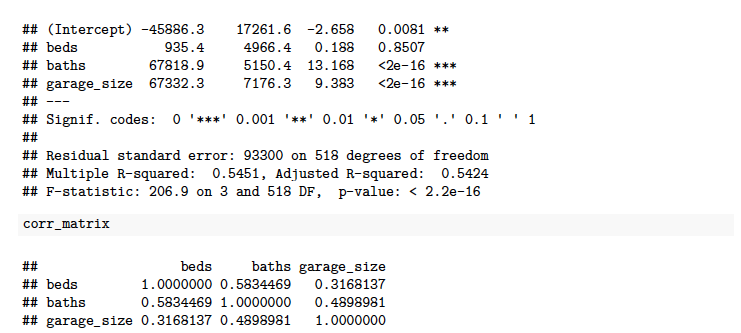 ## (Intercept) -45886.3    17261.6  -2.658   0.0081 **
## beds           935.4     4966.4   0.188   0.8507
## baths        67818.9     5150.4  13.168   <2e-16 ***
## garage_size  67332.3     7176.3   9.383   <2e-16 ***
## ---
## Signif. codes:  0 '***' 0.001 '**' 0.01 '*' 0.05 '.' 0.1 ' ' 1
##
## Residual standard error: 93300 on 518 degrees of freedom
## Multiple R-squared:  0.5451, Adjusted R-squared:  0.5424
## F-statistic: 206.9 on 3 and 518 DF,  p-value: < 2.2e-16
corr_matrix
##                  beds     baths garage_size
## beds        1.0000000 0.5834469   0.3168137
## baths       0.5834469 1.0000000   0.4898981
## garage_size 0.3168137 0.4898981   1.0000000